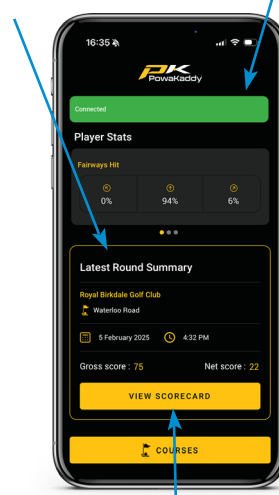 16:35
PK
PowaKaddy
Connected
Player Stats
Fairways Hit
0% 94% 6%
Latest Round Summary
Royal Birkdale Golf Club
Waterloo Road
5 February 2025 4:32 PM
Gross score : 75 Net score : 22
VIEW SCORECARD
COURSES